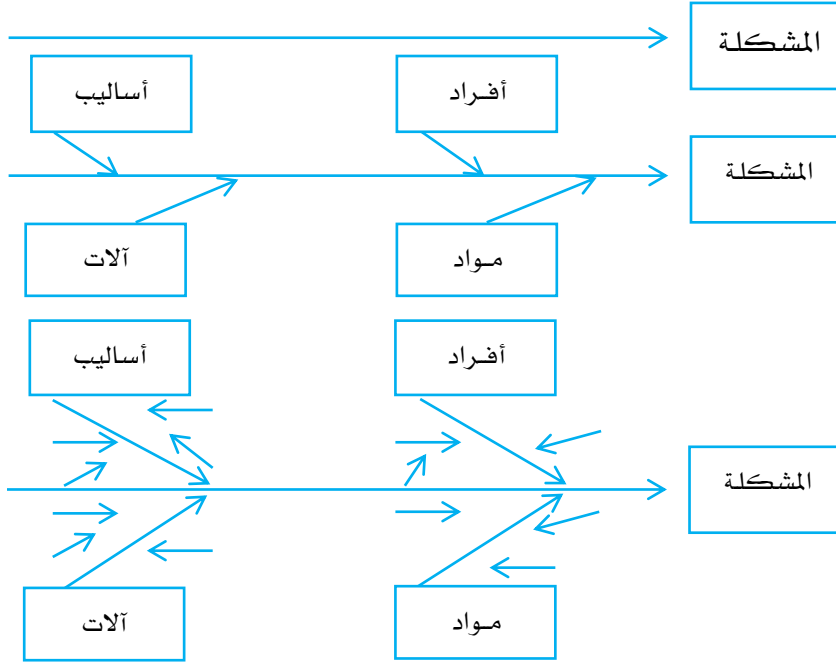 المشكلة
أفراد
أساليب
المشكلة
مواد
آلات
أفراد
أساليب
المشكلة
مواد
آلات